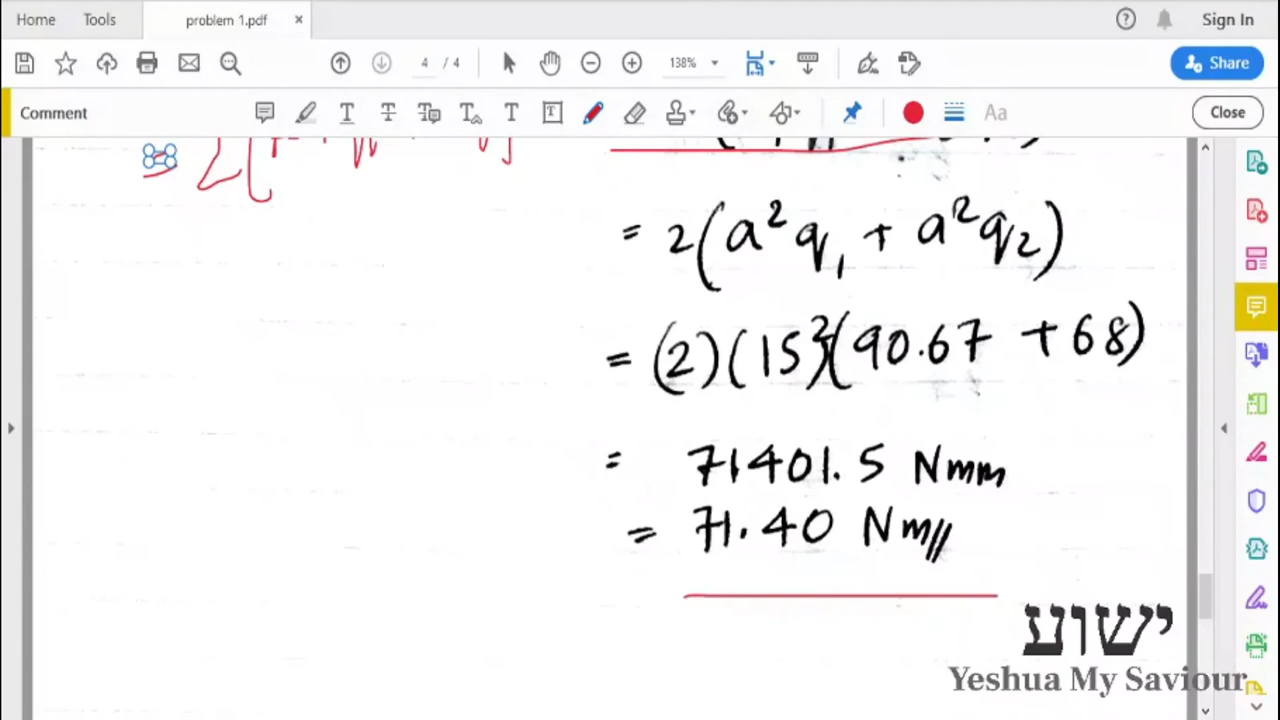 Home Tools problem 1.pdf × ? Sign In
4 / 4 138% Share
Comment T T T T T Aa Close
= 2(a²q₁ + a²q₂)
= (2)(15²)(90.67 + 68)
= 71401.5 Nmm
= 71.40 Nm//
ישוע
Yeshua My Saviour